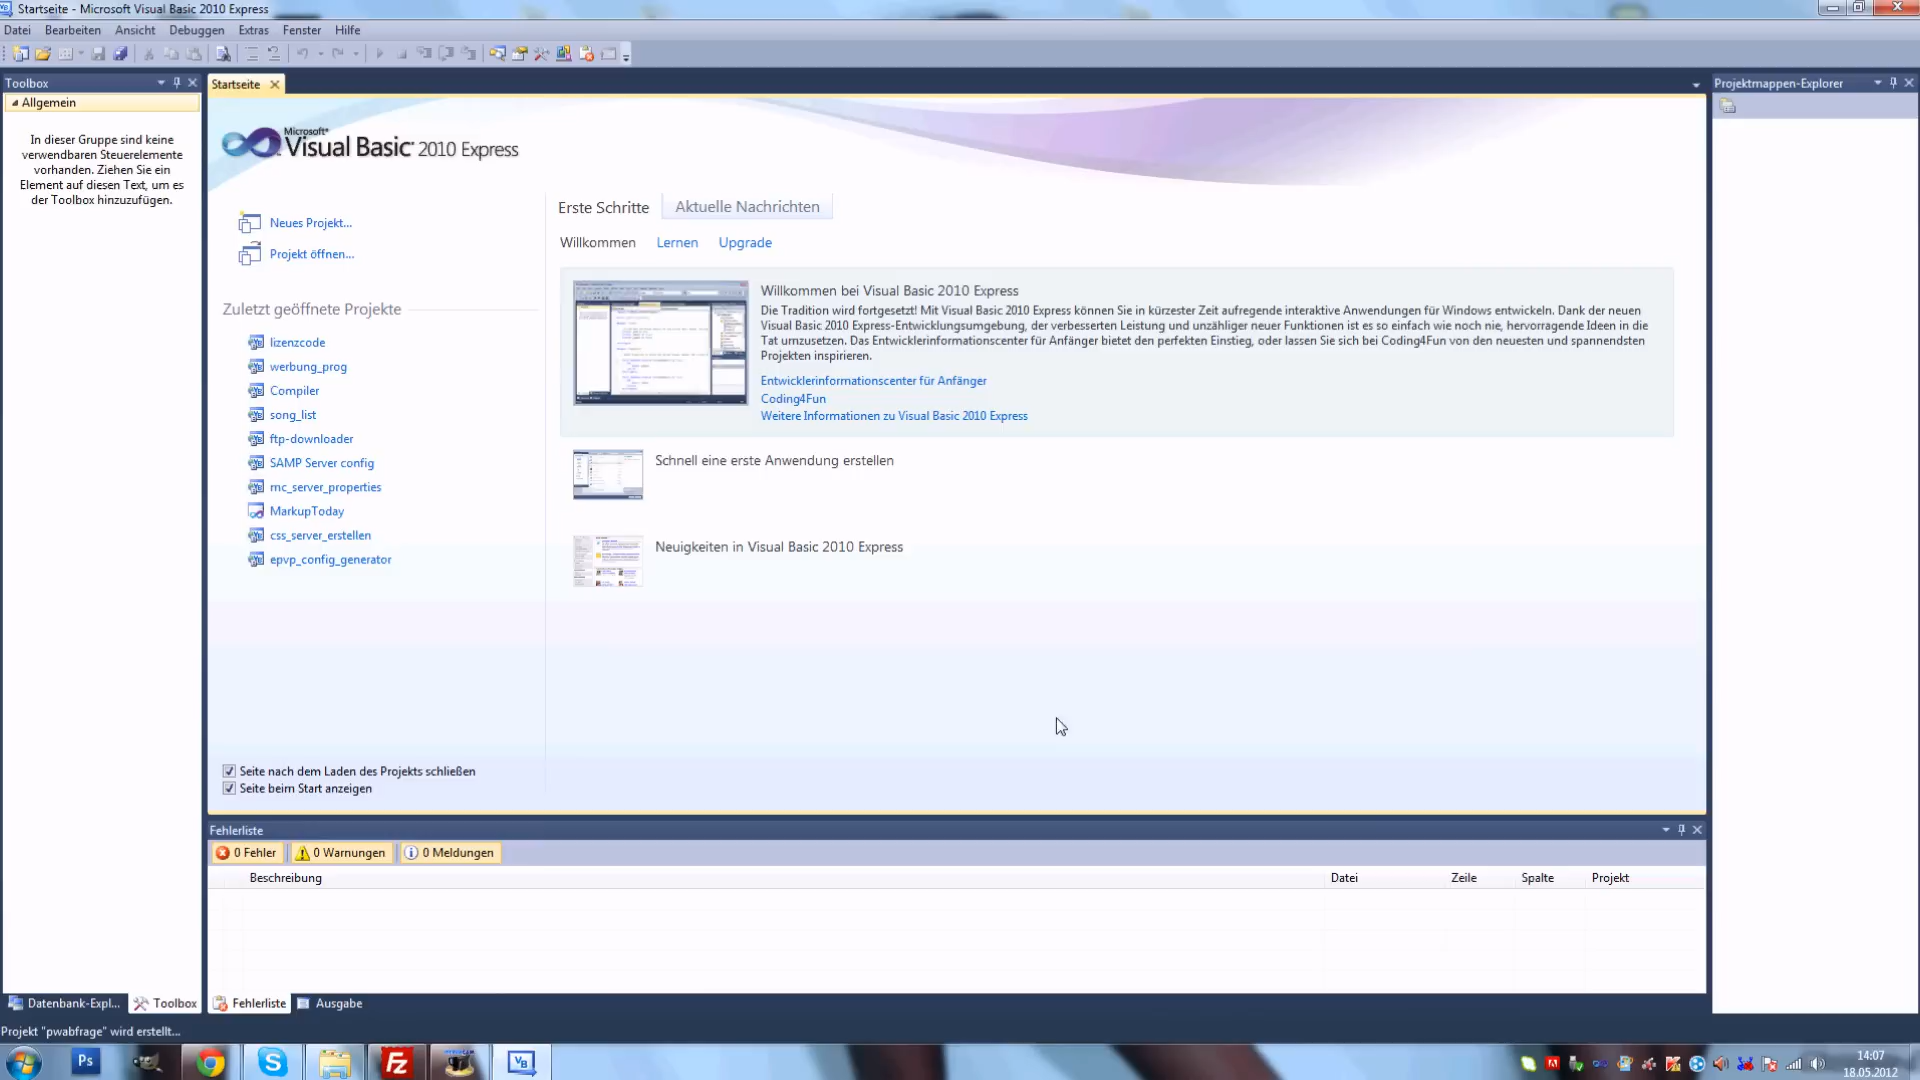 Startseite - Microsoft Visual Basic 2010 Express
Datei Bearbeiten Ansicht Debuggen Extras Fenster Hilfe
Toolbox
Allgemein
In dieser Gruppe sind keine
verwendbaren Steuerelemente
vorhanden. Ziehen Sie ein
Element auf diesen Text, um es
der Toolbox hinzuzufügen.
Startseite
Microsoft®
Visual Basic® 2010 Express
Neues Projekt...
Projekt öffnen...
Zuletzt geöffnete Projekte
lizenzcode
werbung_prog
Compiler
song_list
ftp-downloader
SAMP Server config
mc_server_properties
MarkupToday
css_server_erstellen
epvp_config_generator
Seite nach dem Laden des Projekts schließen
Seite beim Start anzeigen
Erste Schritte Aktuelle Nachrichten
Willkommen Lernen Upgrade
Willkommen bei Visual Basic 2010 Express
Die Tradition wird fortgesetzt! Mit Visual Basic 2010 Express können Sie in kürzester Zeit aufregende interaktive Anwendungen für Windows entwickeln. Dank der neuen
Visual Basic 2010 Express-Entwicklungsumgebung, der verbesserten Leistung und unzähliger neuer Funktionen ist es so einfach wie noch nie, hervorragende Ideen in die
Tat umzusetzen. Das Entwicklerinformationscenter für Anfänger bietet den perfekten Einstieg, oder lassen Sie sich bei Coding4Fun von den neuesten und spannendsten
Projekten inspirieren.
Entwicklerinformationscenter für Anfänger
Coding4Fun
Weitere Informationen zu Visual Basic 2010 Express
Schnell eine erste Anwendung erstellen
Neuigkeiten in Visual Basic 2010 Express
Projektmappen-Explorer
Fehlerliste
0 Fehler 0 Warnungen 0 Meldungen
Beschreibung Datei Zeile Spalte Projekt
Datenbank-Expl... Toolbox Fehlerliste Ausgabe
Projekt "pwabfrage" wird erstellt...
Ps
S
Fz
VB
14:07
18.05.2012